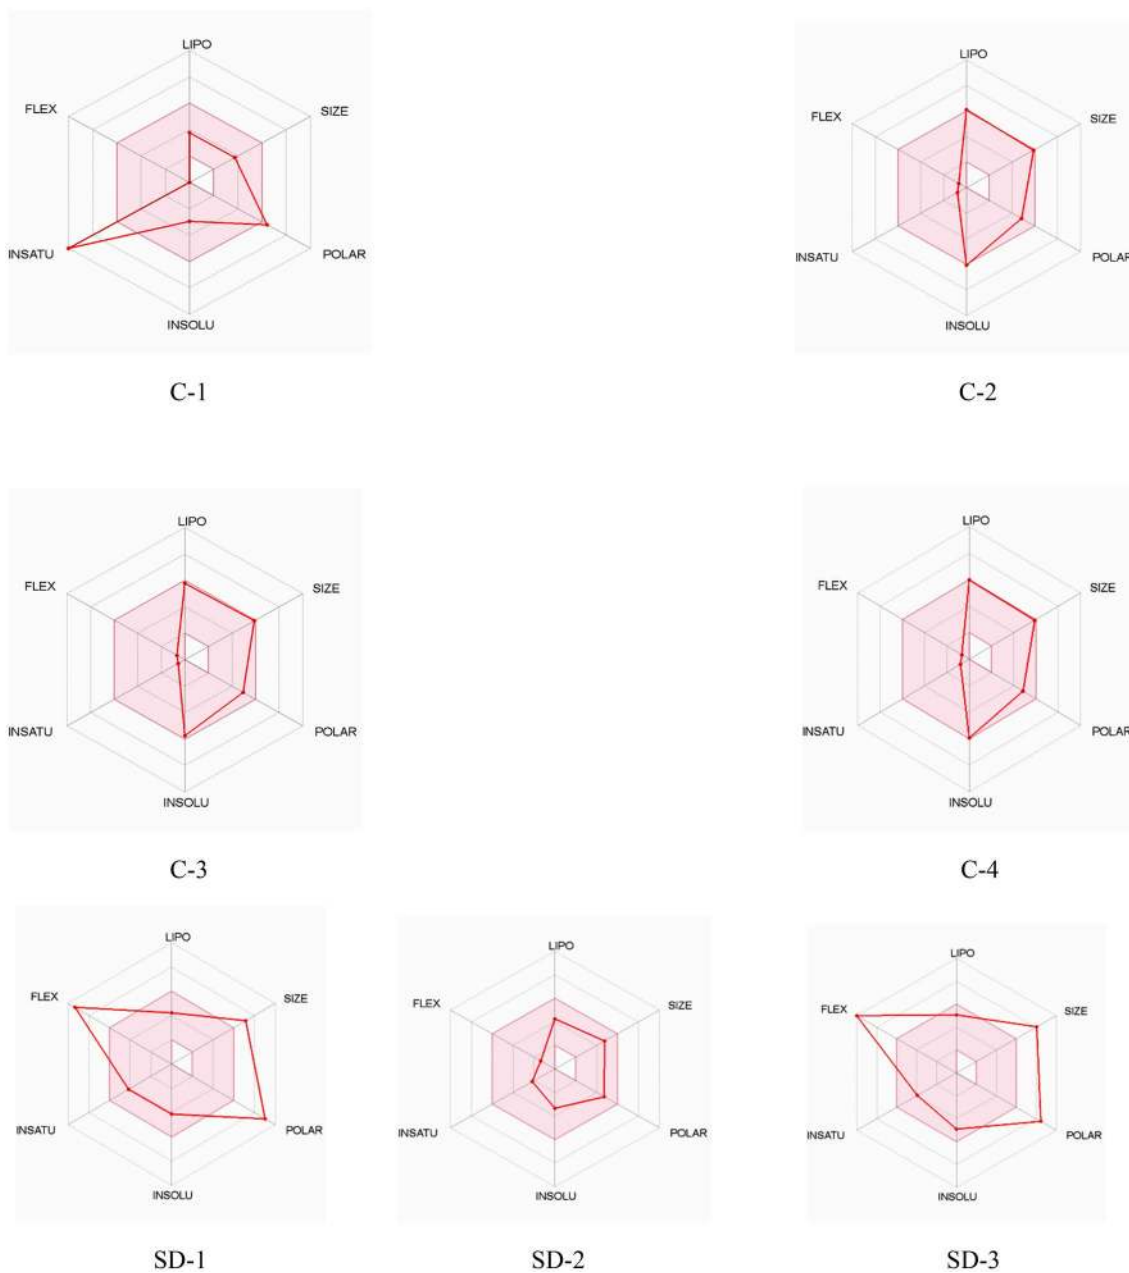 LIPO
LIPO
FLEX
SIZE
FLEX
SIZE
INSATU
POLAR
INSATU
POLAR
INSOLU
INSOLU
C-1
C-2
LIPO
LIPO
FLEX
SIZE
FLEX
SIZE
INSATU
POLAR
INSATU
POLAR
INSOLU
INSOLU
C-3
C-4
LIPO
LIPO
LIPO
FLEX
SIZE
FLEX
SIZE
FLEX
SIZE
INSATU
POLAR
INSATU
POLAR
INSATU
POLAR
INSOLU
INSOLU
INSOLU
SD-1
SD-2
SD-3